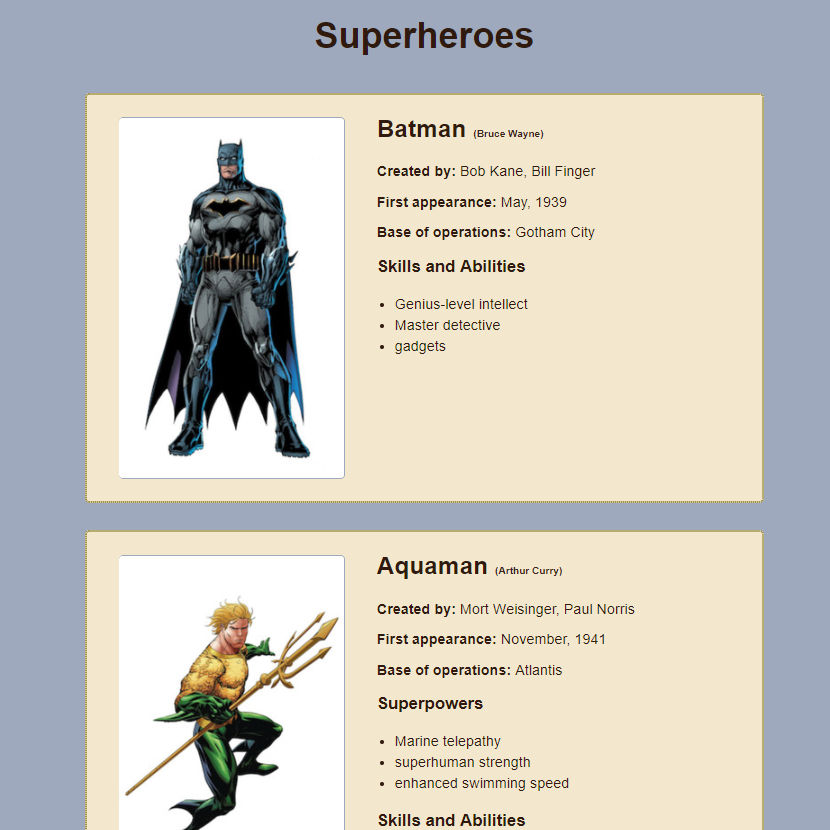 Superheroes
Batman (Bruce Wayne)
Created by: Bob Kane, Bill Finger
First appearance: May, 1939
Base of operations: Gotham City
Skills and Abilities
Genius-level intellect
Master detective
gadgets
Aquaman (Arthur Curry)
Created by: Mort Weisinger, Paul Norris
First appearance: November, 1941
Base of operations: Atlantis
Superpowers
Marine telepathy
superhuman strength
enhanced swimming speed
Skills and Abilities